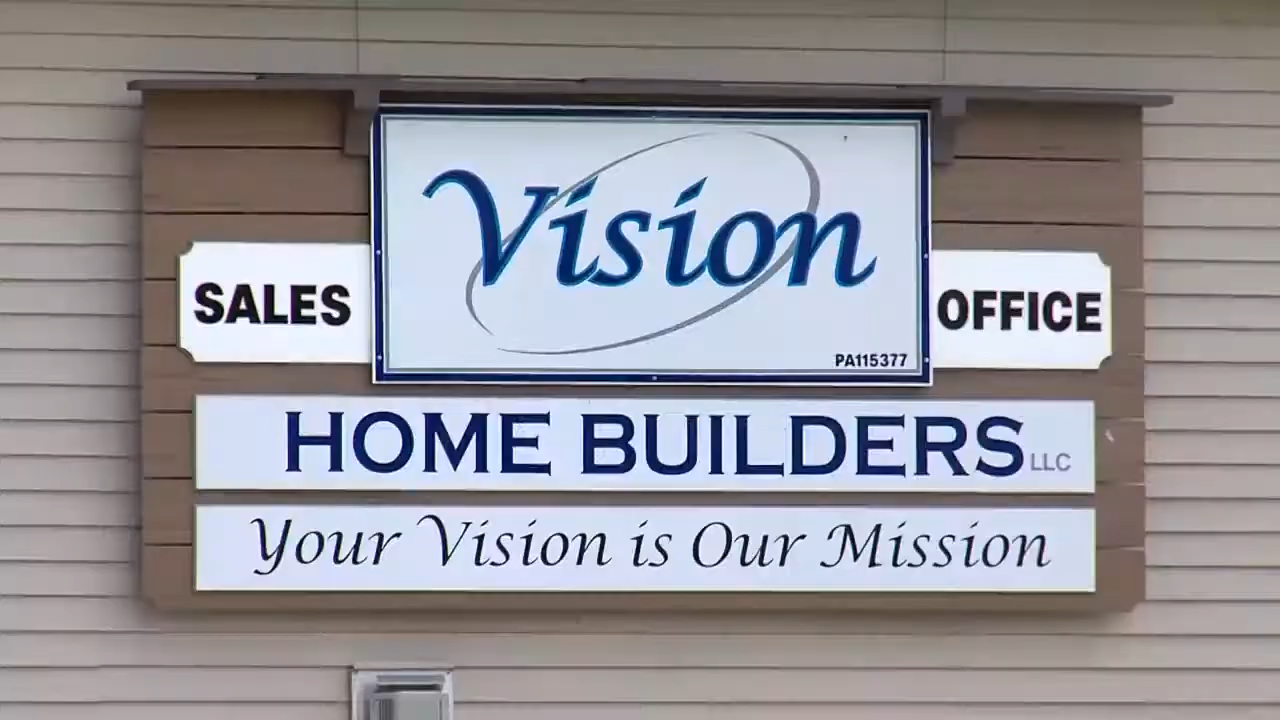 Vision
SALES
OFFICE
PA115377
HOME BUILDERS LLC
Your Vision is Our Mission